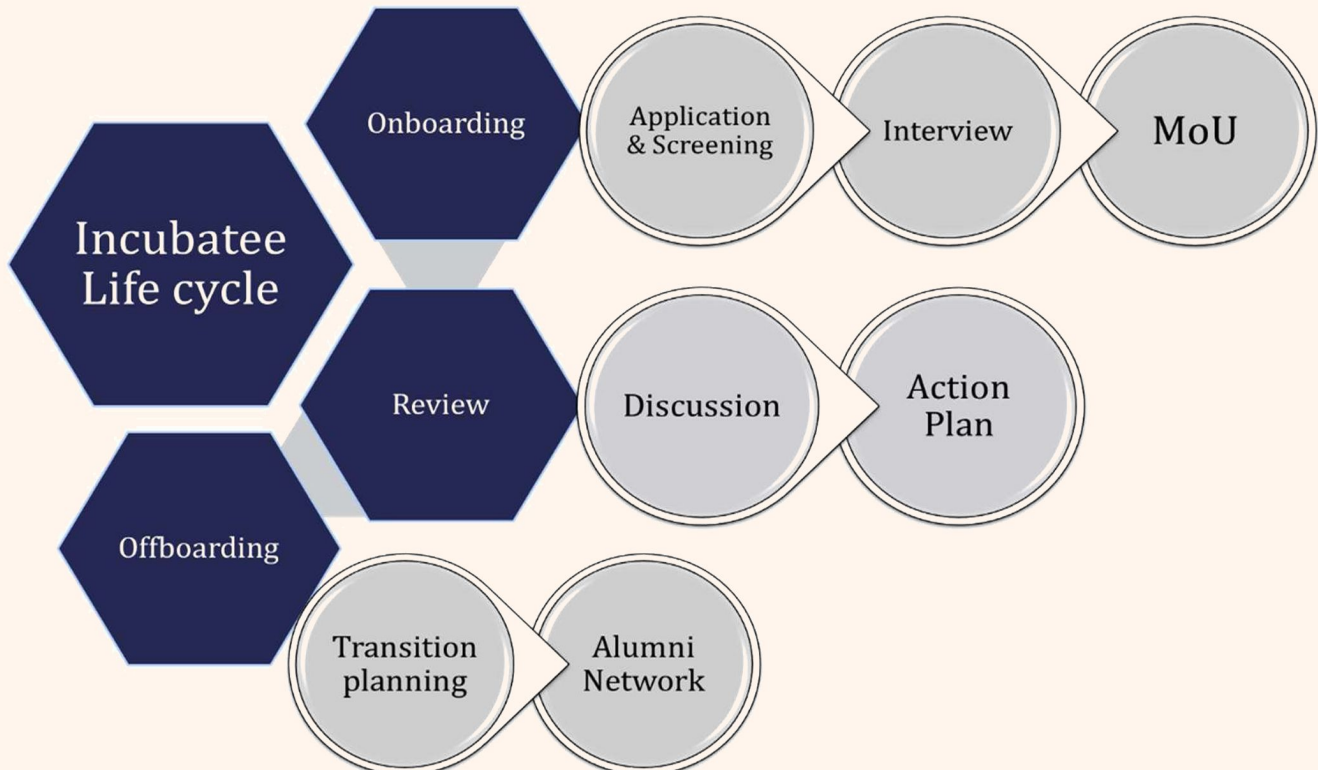 Incubatee
Life cycle
Onboarding
Application
& Screening
Interview
MoU
Review
Discussion
Action
Plan
Offboarding
Transition
planning
Alumni
Network